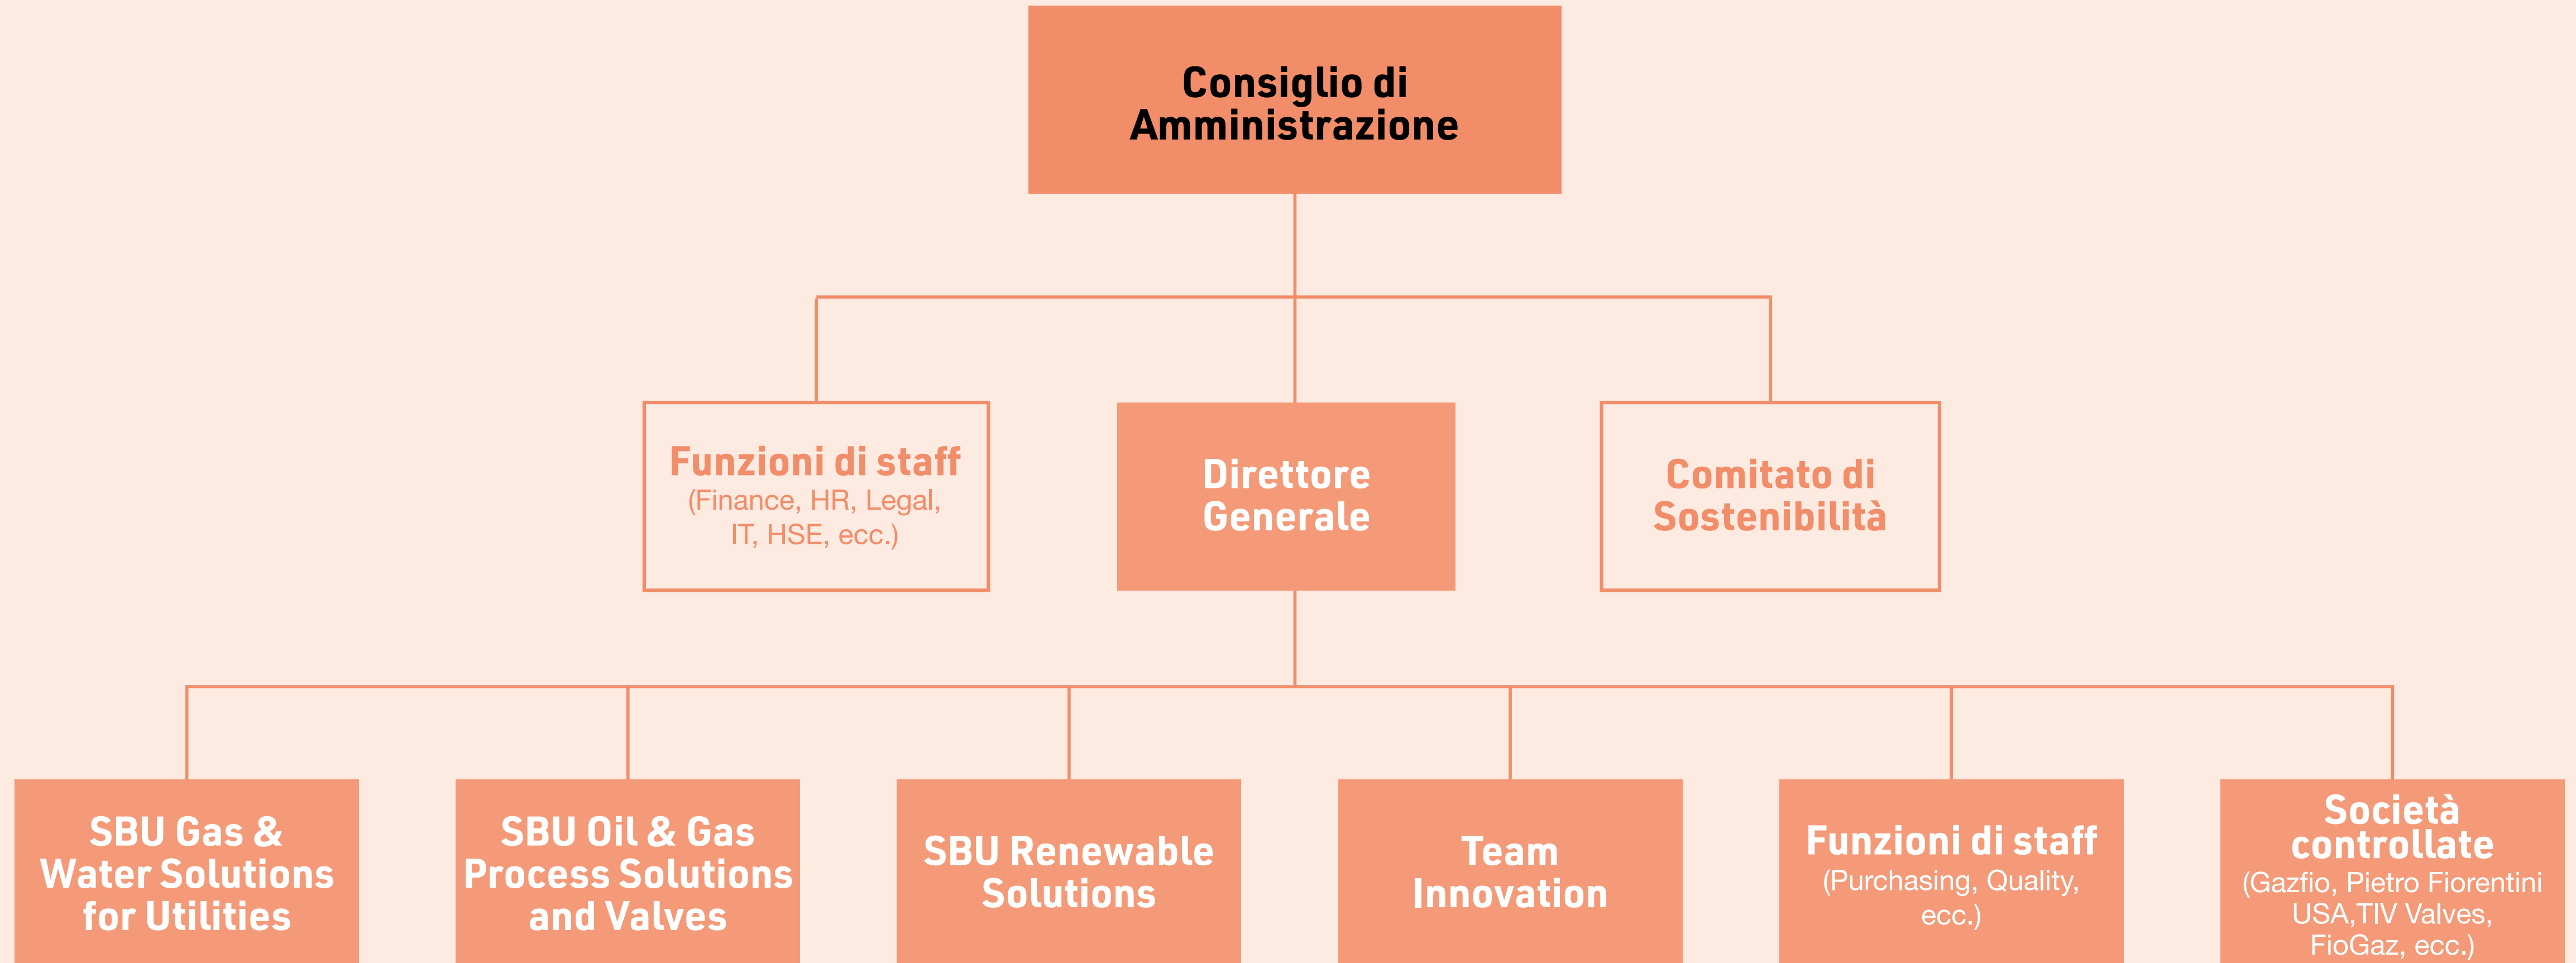 Consiglio di
Amministrazione
Funzioni di staff
(Finance, HR, Legal,
IT, HSE, ecc.)
Direttore
Generale
Comitato di
Sostenibilità
SBU Gas &
Water Solutions
for Utilities
SBU Oil & Gas
Process Solutions
and Valves
SBU Renewable
Solutions
Team
Innovation
Funzioni di staff
(Purchasing, Quality,
ecc.)
Società
controllate
(Gazfio, Pietro Fiorentini
USA,TIV Valves,
FioGaz, ecc.)